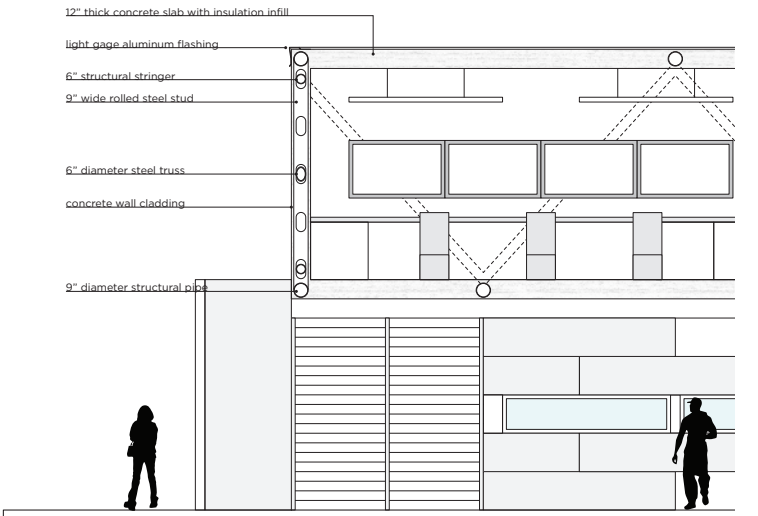 12” thick concrete slab with insulation infill
light gage aluminum flashing
6” structural stringer
9” wide rolled steel stud
6” diameter steel truss
concrete wall cladding
9” diameter structural pipe